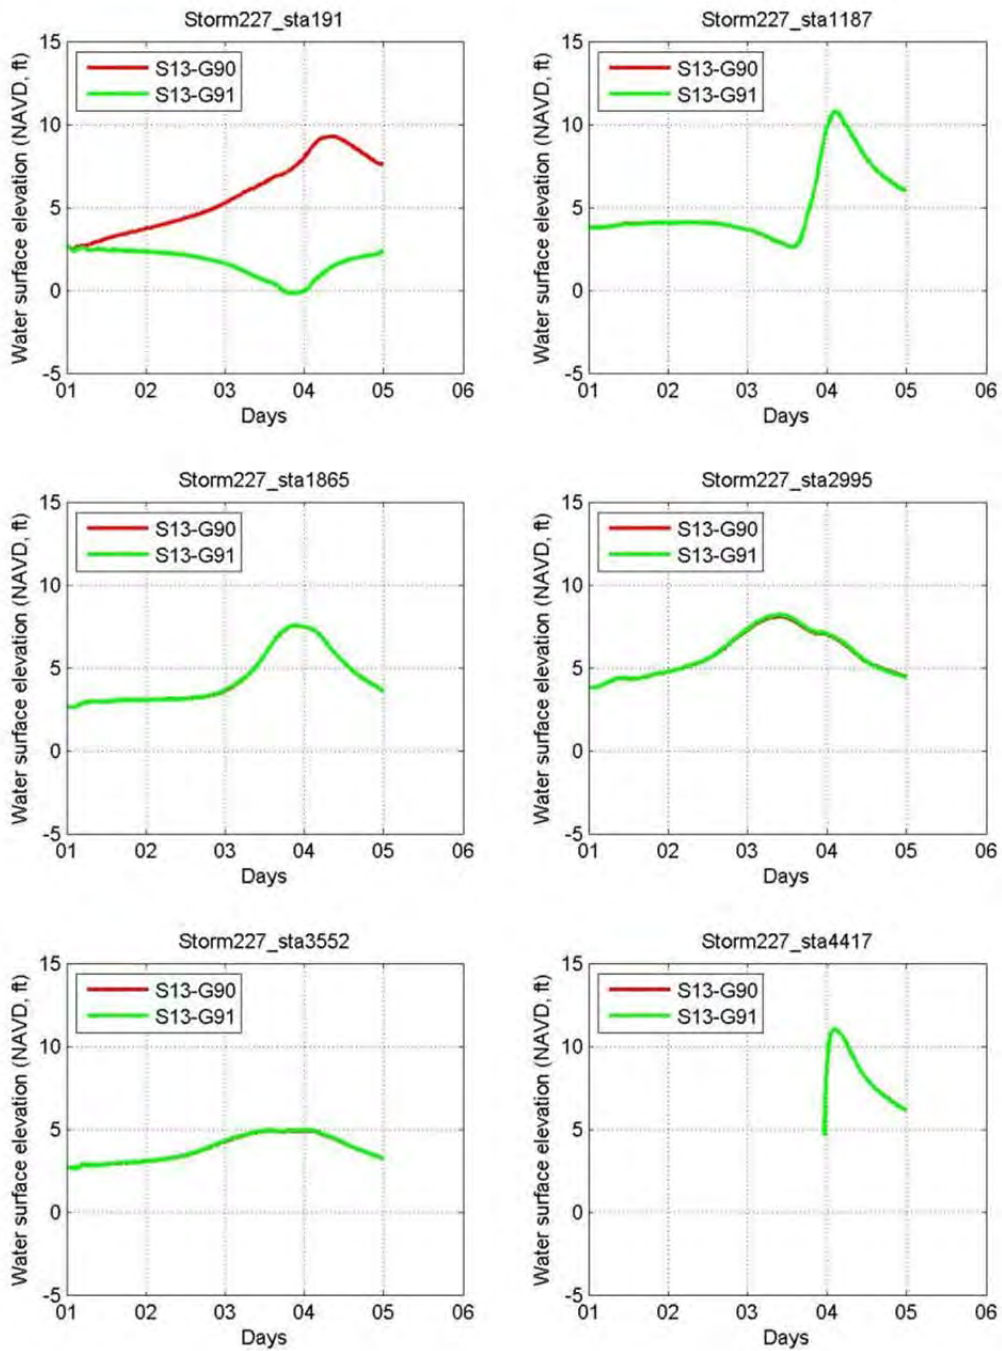 Storm227_sta191
15
S13-G90
S13-G91
10
5
0
-5
Water surface elevation (NAVD, ft)
01 02 03 04 05 06
Days
Storm227_sta1187
15
S13-G90
S13-G91
10
5
0
-5
Water surface elevation (NAVD, ft)
01 02 03 04 05 06
Days
Storm227_sta1865
15
S13-G90
S13-G91
10
5
0
-5
Water surface elevation (NAVD, ft)
01 02 03 04 05 06
Days
Storm227_sta2995
15
S13-G90
S13-G91
10
5
0
-5
Water surface elevation (NAVD, ft)
01 02 03 04 05 06
Days
Storm227_sta3552
15
S13-G90
S13-G91
10
5
0
-5
Water surface elevation (NAVD, ft)
01 02 03 04 05 06
Days
Storm227_sta4417
15
S13-G90
S13-G91
10
5
0
-5
Water surface elevation (NAVD, ft)
01 02 03 04 05 06
Days